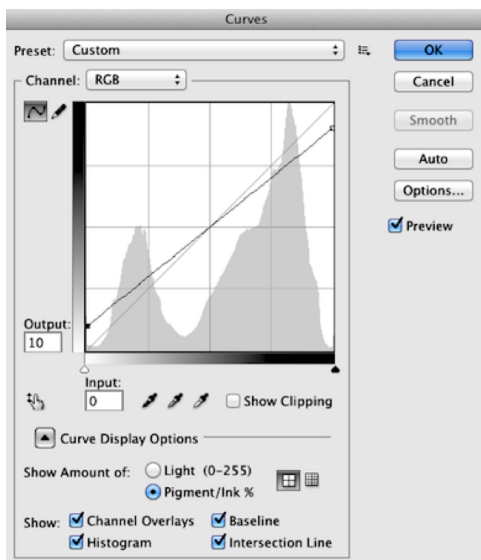 Curves
Preset: Custom
OK
Channel: RGB
Cancel
Smooth
Auto
Options...
Preview
Output:
10
Input:
0
Show Clipping
Curve Display Options
Show Amount of: Light (0-255)
Pigment/Ink %
Show: Channel Overlays Baseline
Histogram Intersection Line